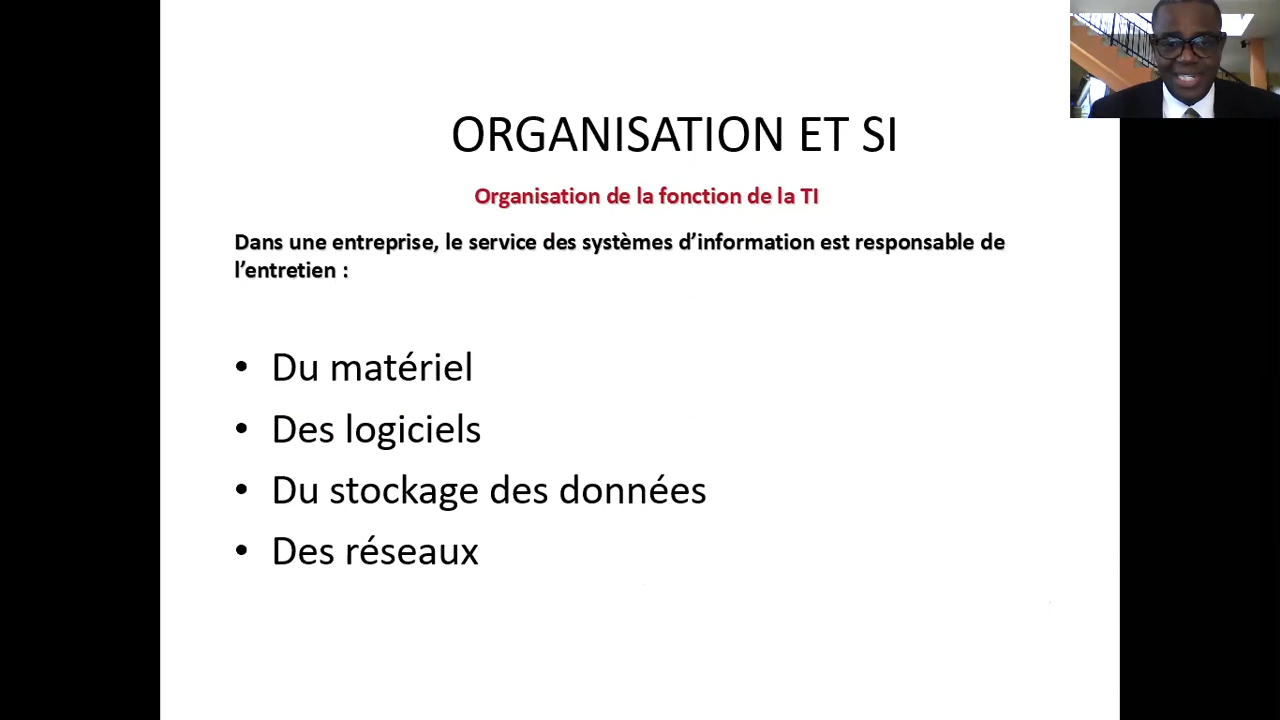 ORGANISATION ET SI
Organisation de la fonction de la TI
Dans une entreprise, le service des systèmes d’information est responsable de
l’entretien :
• Du matériel
• Des logiciels
• Du stockage des données
• Des réseaux